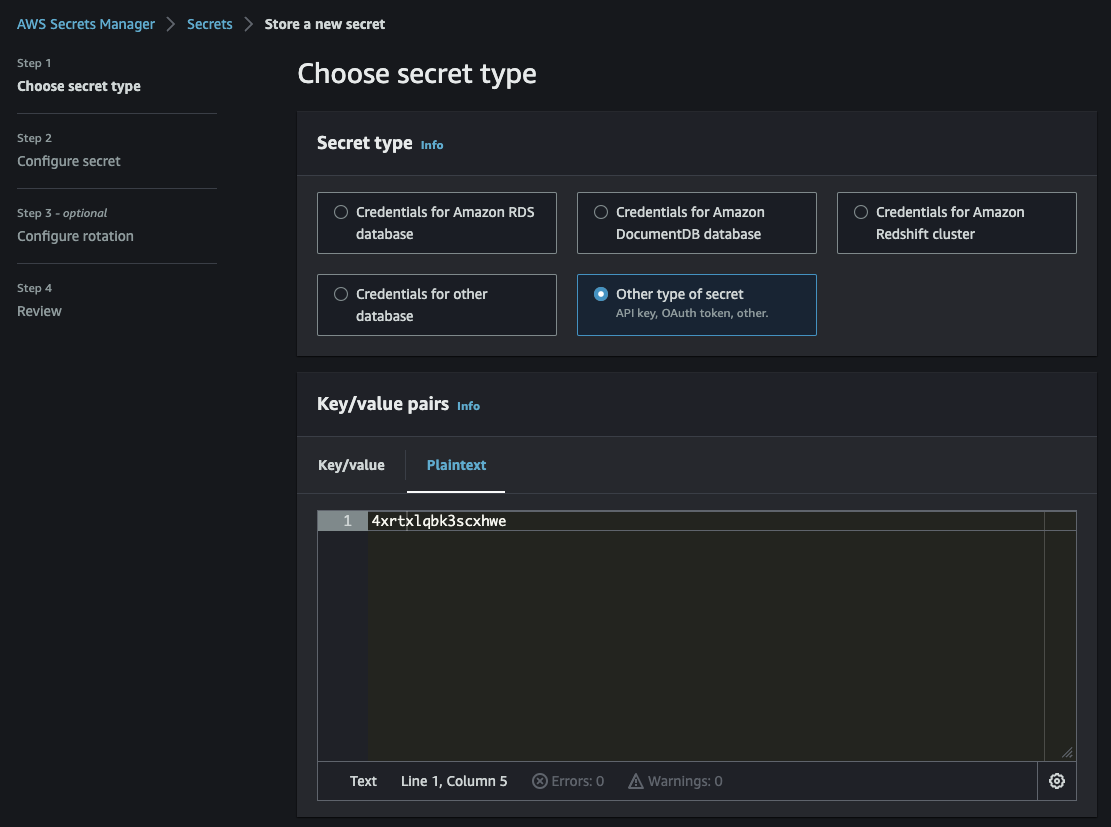 AWS Secrets Manager > Secrets > Store a new secret
Step 1
Choose secret type
Step 2
Configure secret
Step 3 - optional
Configure rotation
Step 4
Review
Choose secret type
Secret type Info
Credentials for Amazon RDS
database
Credentials for Amazon
DocumentDB database
Credentials for Amazon
Redshift cluster
Credentials for other
database
Other type of secret
API key, OAuth token, other.
Key/value pairs Info
Key/value Plaintext
1 4xrtxlqbk3scxhwe
Text Line 1, Column 5 Errors: 0 Warnings: 0